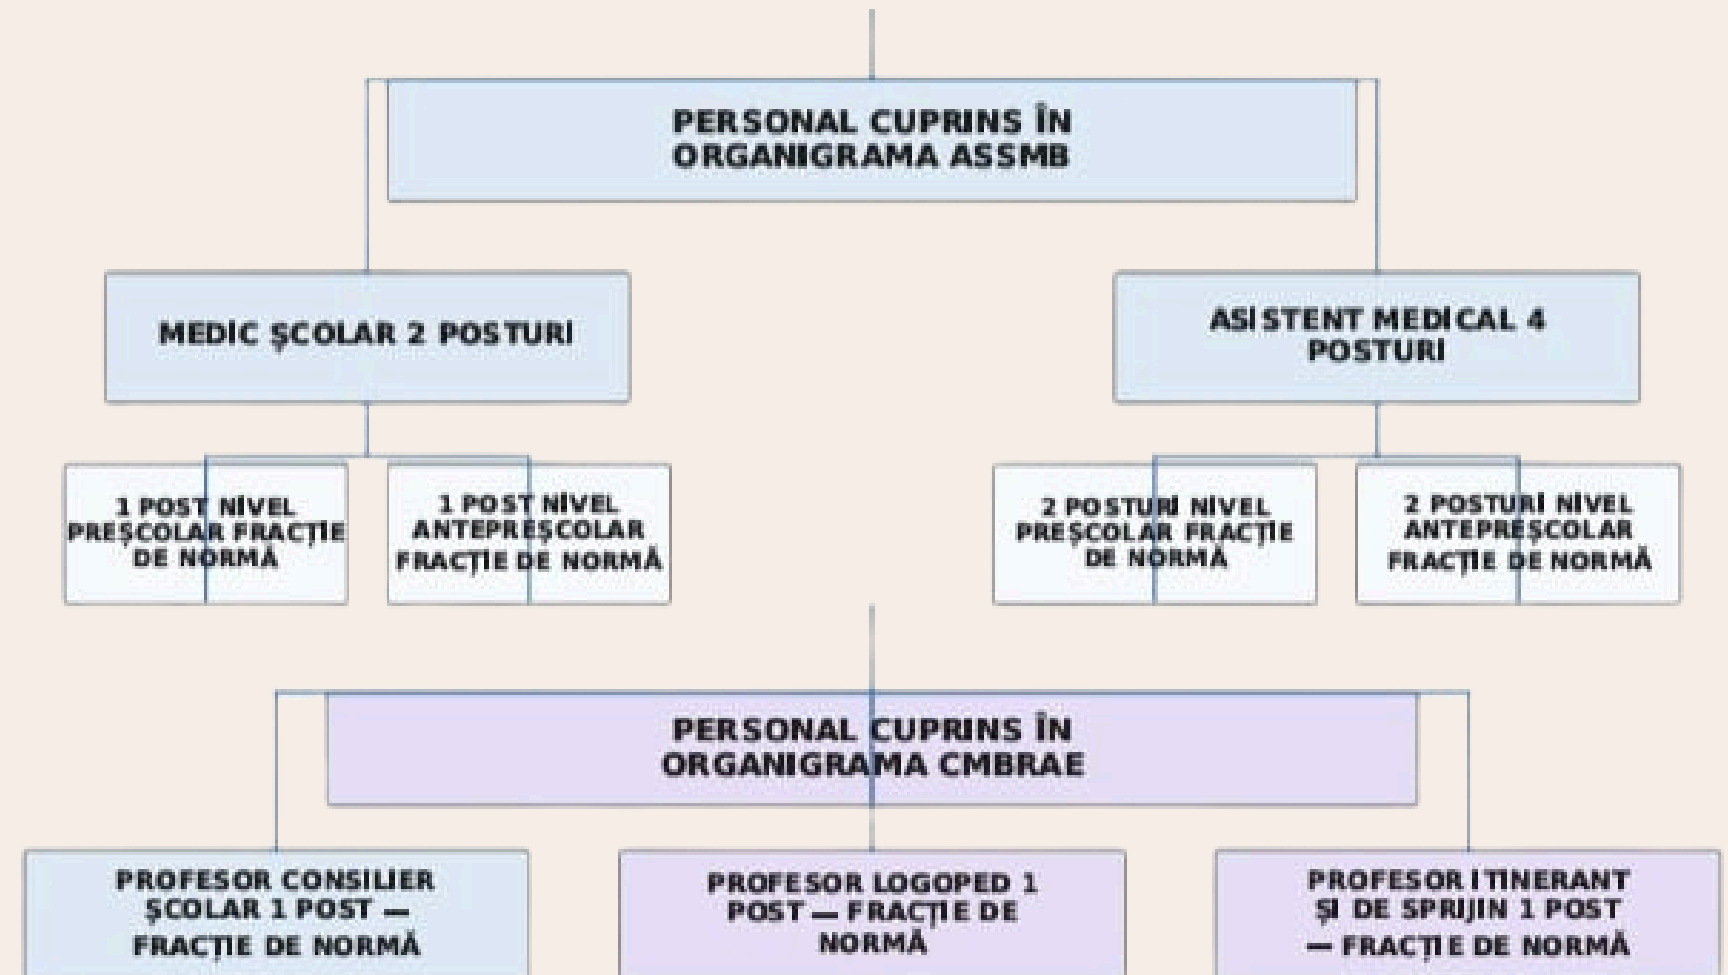 PERSONAL CUPRINS ÎN
ORGANIGRAMA ASSMB
MEDIC ȘCOLAR 2 POSTURI
ASISTENT MEDICAL 4
POSTURI
1 POST NIVEL
PREȘCOLAR FRACȚIE
DE NORMĂ
1 POST NIVEL
ANTEPREȘCOLAR
FRACȚIE DE NORMĂ
2 POSTURI NIVEL
PREȘCOLAR FRACȚIE
DE NORMĂ
2 POSTURI NIVEL
ANTEPREȘCOLAR
FRACȚIE DE NORMĂ
PERSONAL CUPRINS ÎN
ORGANIGRAMA CMBRAE
PROFESOR CONSILIER
ȘCOLAR 1 POST —
FRACȚIE DE NORMĂ
PROFESOR LOGOPED 1
POST — FRACȚIE DE
NORMĂ
PROFESOR ITINERANT
ȘI DE SPRIJIN 1 POST
— FRACȚIE DE NORMĂ